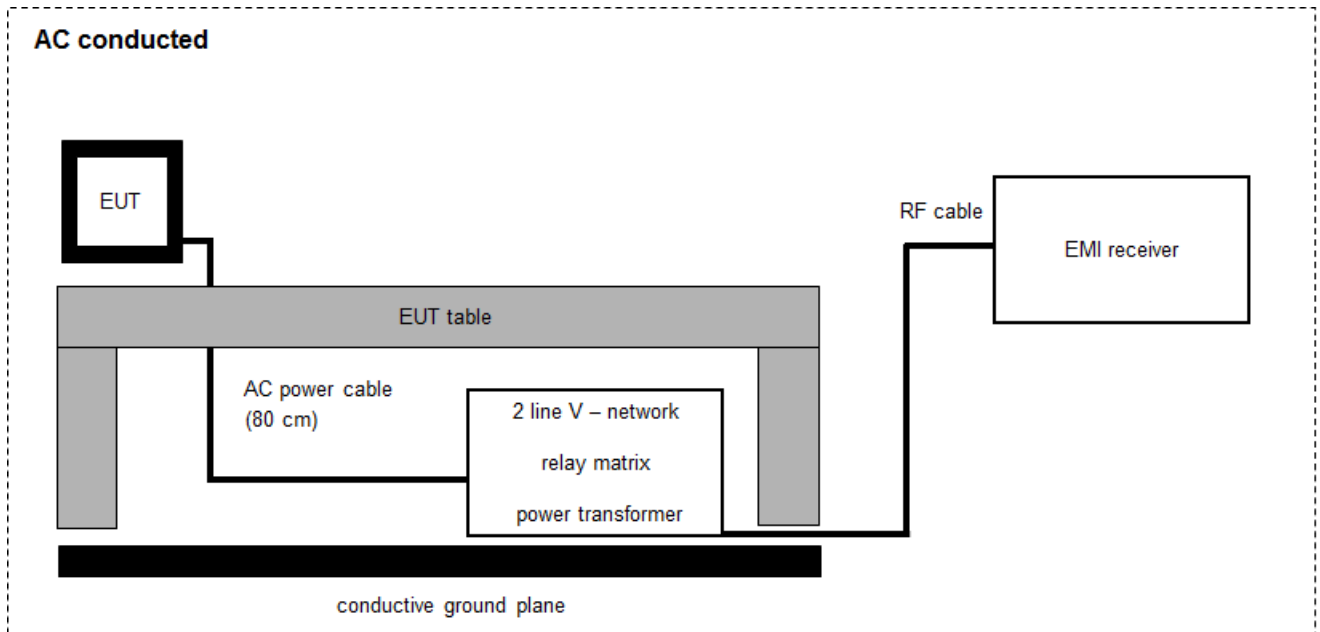 AC conducted
EUT
RF cable
EMI receiver
EUT table
AC power cable
(80 cm)
2 line V – network
relay matrix
power transformer
conductive ground plane